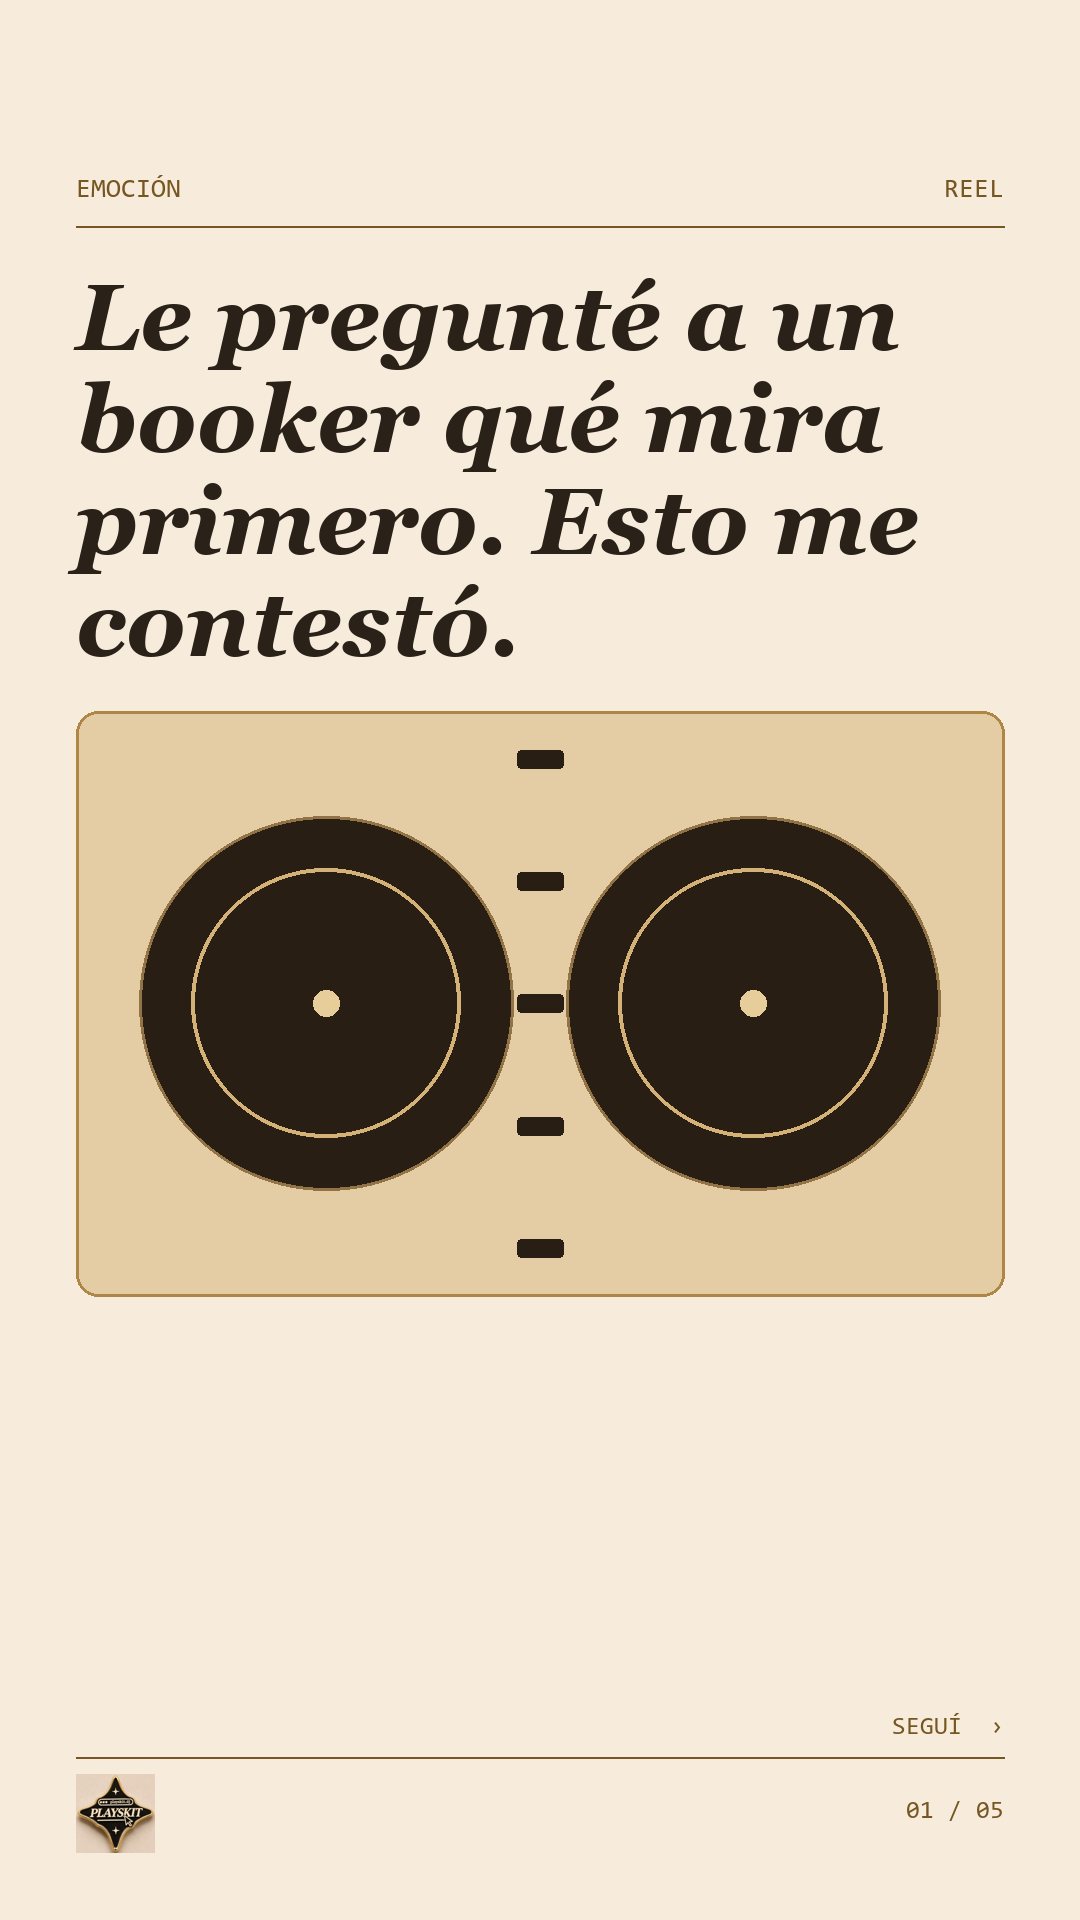 EMOCIÓN
REEL
Le pregunté a un
booker qué mira
primero. Esto me
contestó.
SEGUÍ ›
PLAYSKIT
01 / 05